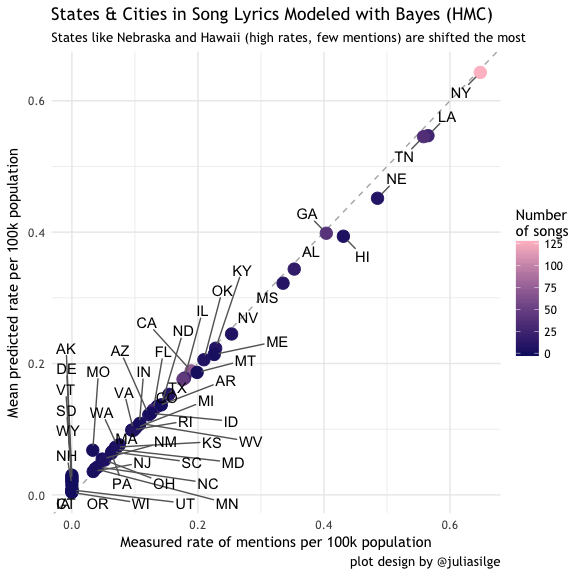 States & Cities in Song Lyrics Modeled with Bayes (HMC)
States like Nebraska and Hawaii (high rates, few mentions) are shifted the most
Mean predicted rate per 100k population
0.6
0.4
0.2
0.0
NY
LA
TN
NE
GA
HI
AL
MS
KY
OK
IL
NV
CA
ND
ME
FL
MT
AZ
AK
DE
MO
IN
TX
CO
AR
VT
VA
MI
SD
WA
RI
ID
WY
MA
NM
KS
WV
NH
NJ
SC
MD
PA
OH
NC
OR
WI
UT
MN
0.0
0.2
0.4
0.6
Measured rate of mentions per 100k population
Number
of songs
125
100
75
50
25
0
plot design by @juliasilge